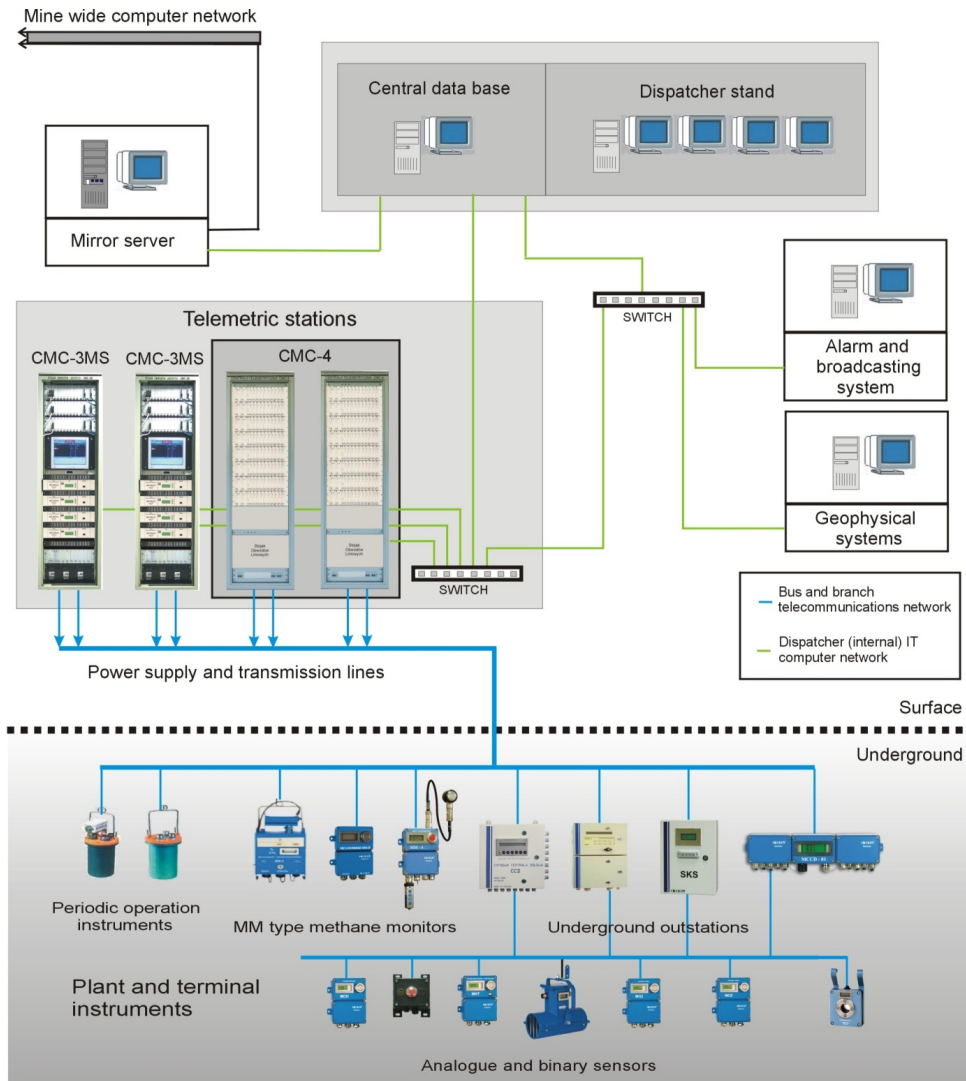 Mine wide computer network
Central data base
Dispatcher stand
Mirror server
SWITCH
Alarm and
broadcasting
system
Telemetric stations
CMC-3MS
CMC-3MS
CMC-4
Geophysical
systems
SWITCH
Bus and branch
telecommunications network
Dispatcher (internal) IT
computer network
Power supply and transmission lines
Surface
Underground
CCD
SKS
MCCD - 01
Periodic operation
instruments
MM type methane monitors
Underground outstations
Plant and terminal
instruments
Analogue and binary sensors